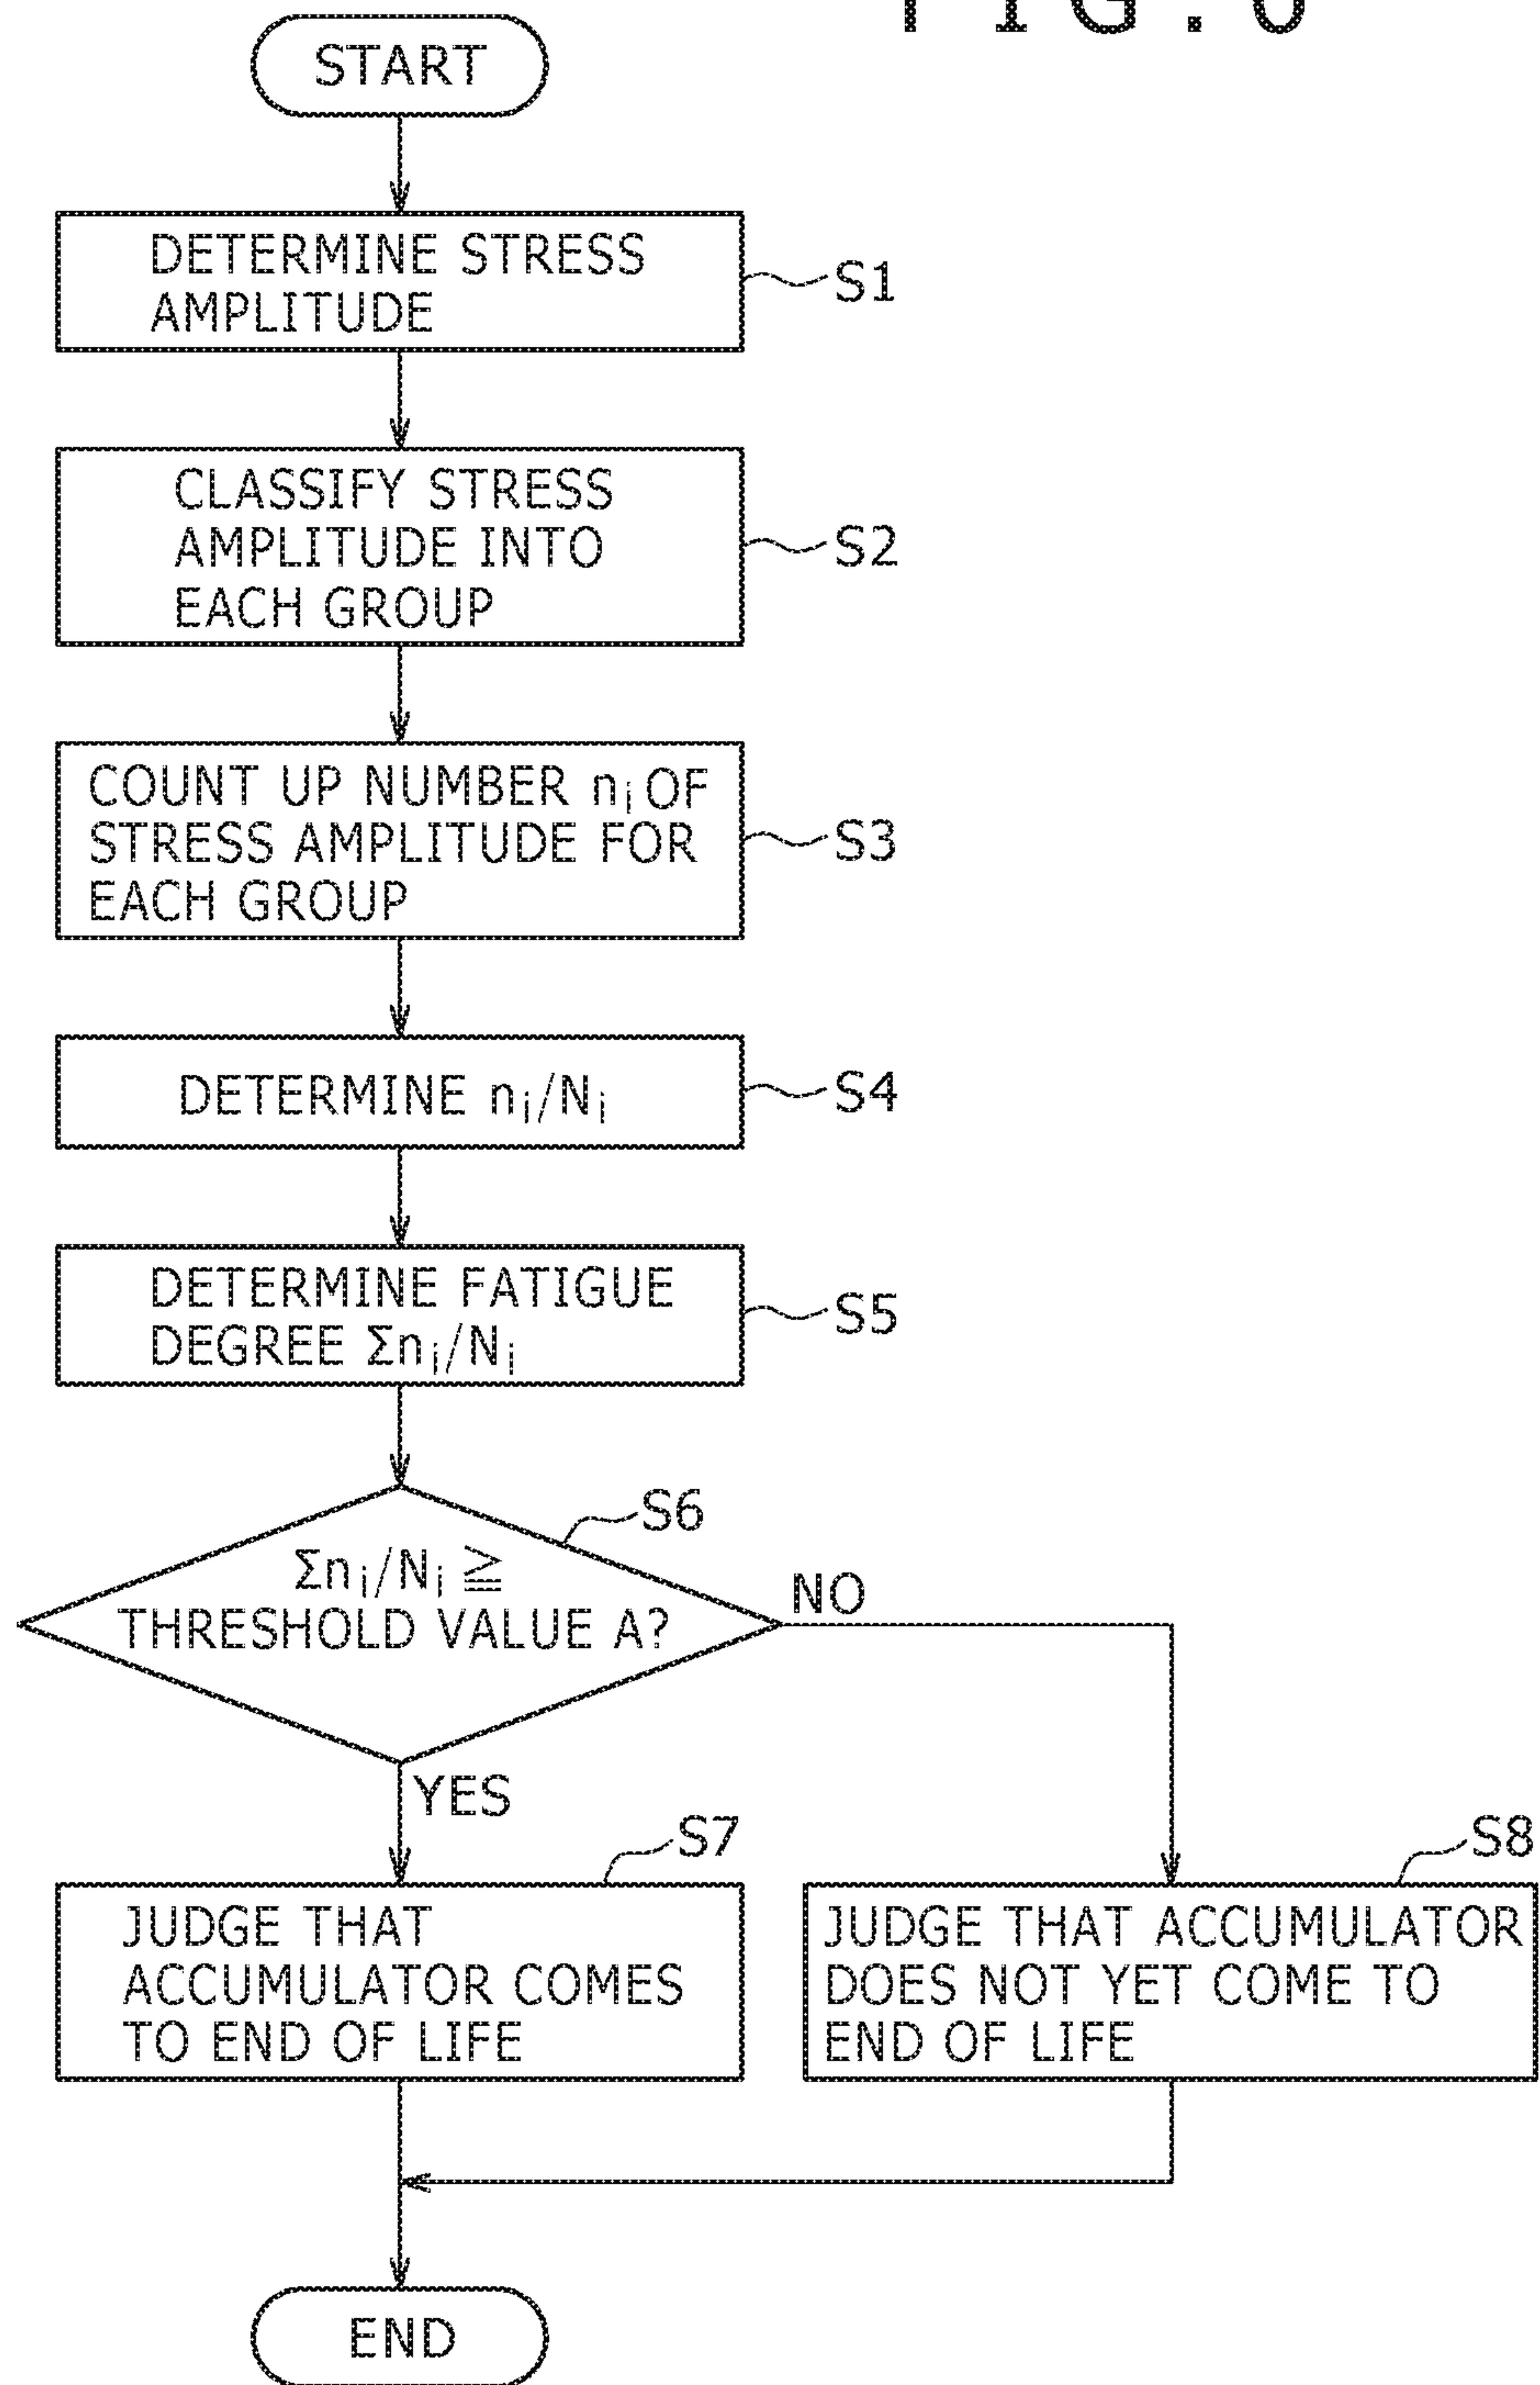 START
DETERMINE STRESS
AMPLITUDE
S1
CLASSIFY STRESS
AMPLITUDE INTO
EACH GROUP
S2
COUNT UP NUMBER nᵢ OF
STRESS AMPLITUDE FOR
EACH GROUP
S3
DETERMINE nᵢ/Nᵢ
S4
DETERMINE FATIGUE
DEGREE Σnᵢ/Nᵢ
S5
S6
Σnᵢ/Nᵢ ≧
THRESHOLD VALUE A?
NO
YES
S7
JUDGE THAT
ACCUMULATOR COMES
TO END OF LIFE
S8
JUDGE THAT ACCUMULATOR
DOES NOT YET COME TO
END OF LIFE
END